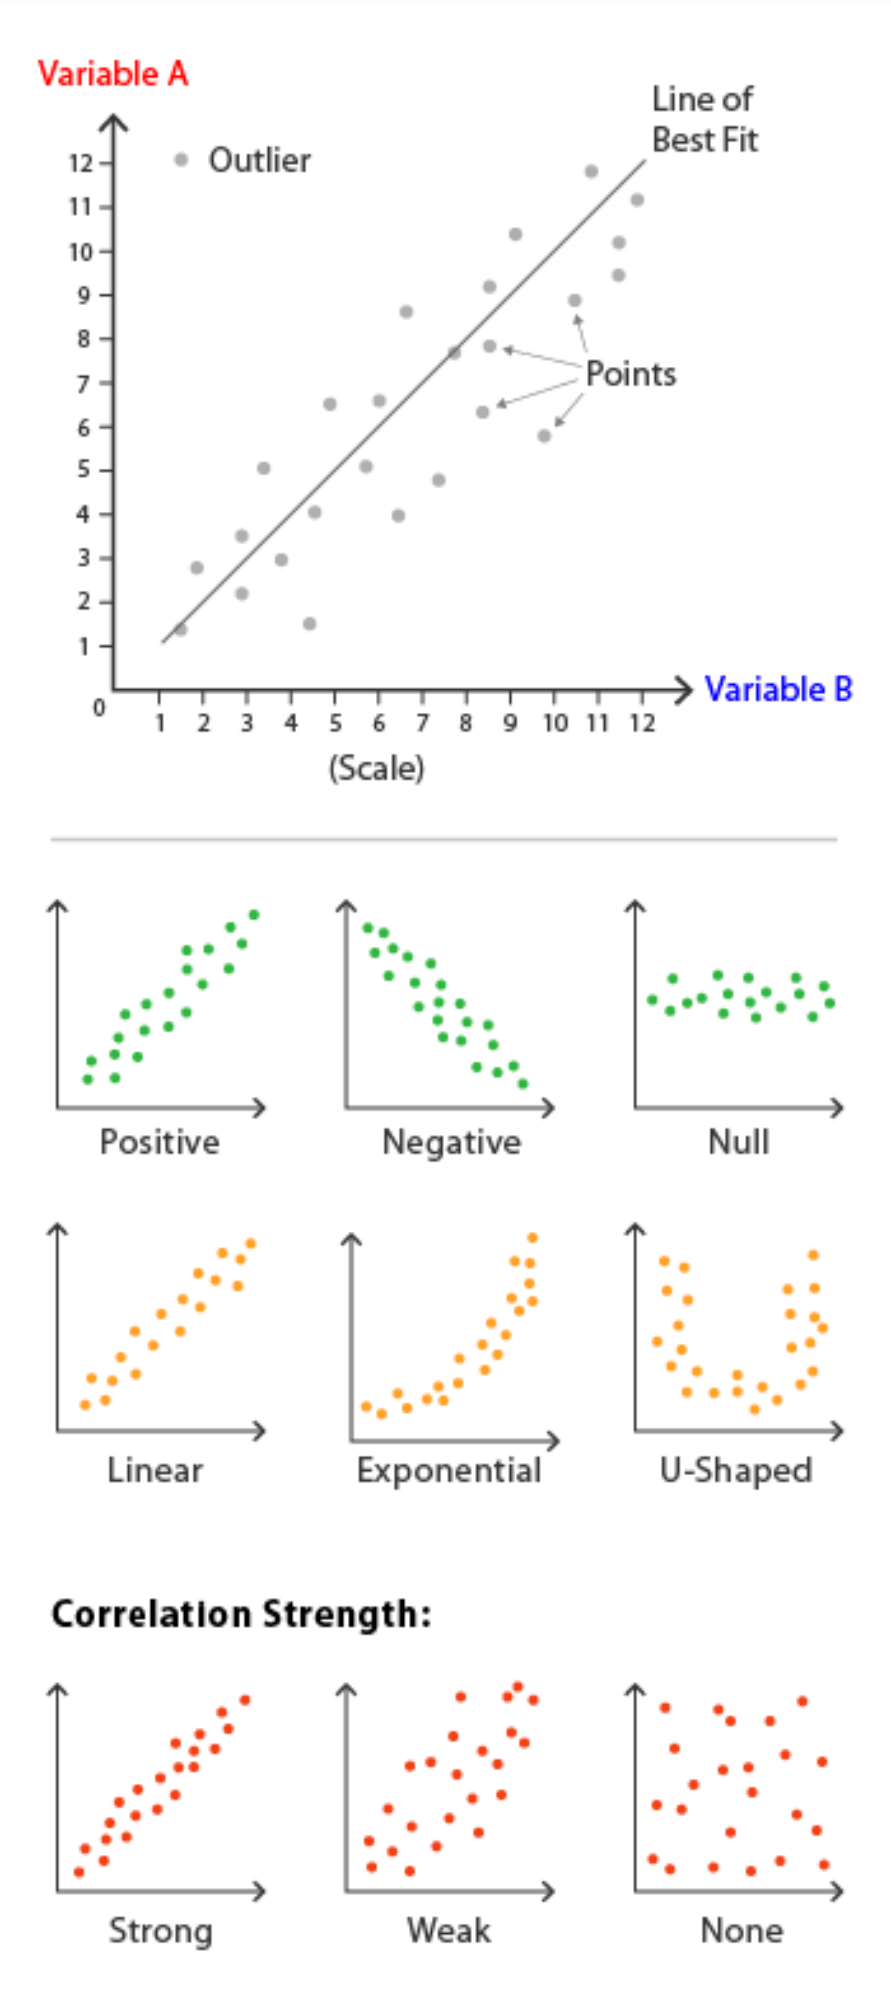 Variable A
Line of
Best Fit
Outlier
12
11
10
9
8
7
6
5
4
3
2
1
0
Points
Variable B
1 2 3 4 5 6 7 8 9 10 11 12
(Scale)
Positive Negative Null
Linear Exponential U-Shaped
Correlation Strength:
Strong Weak None